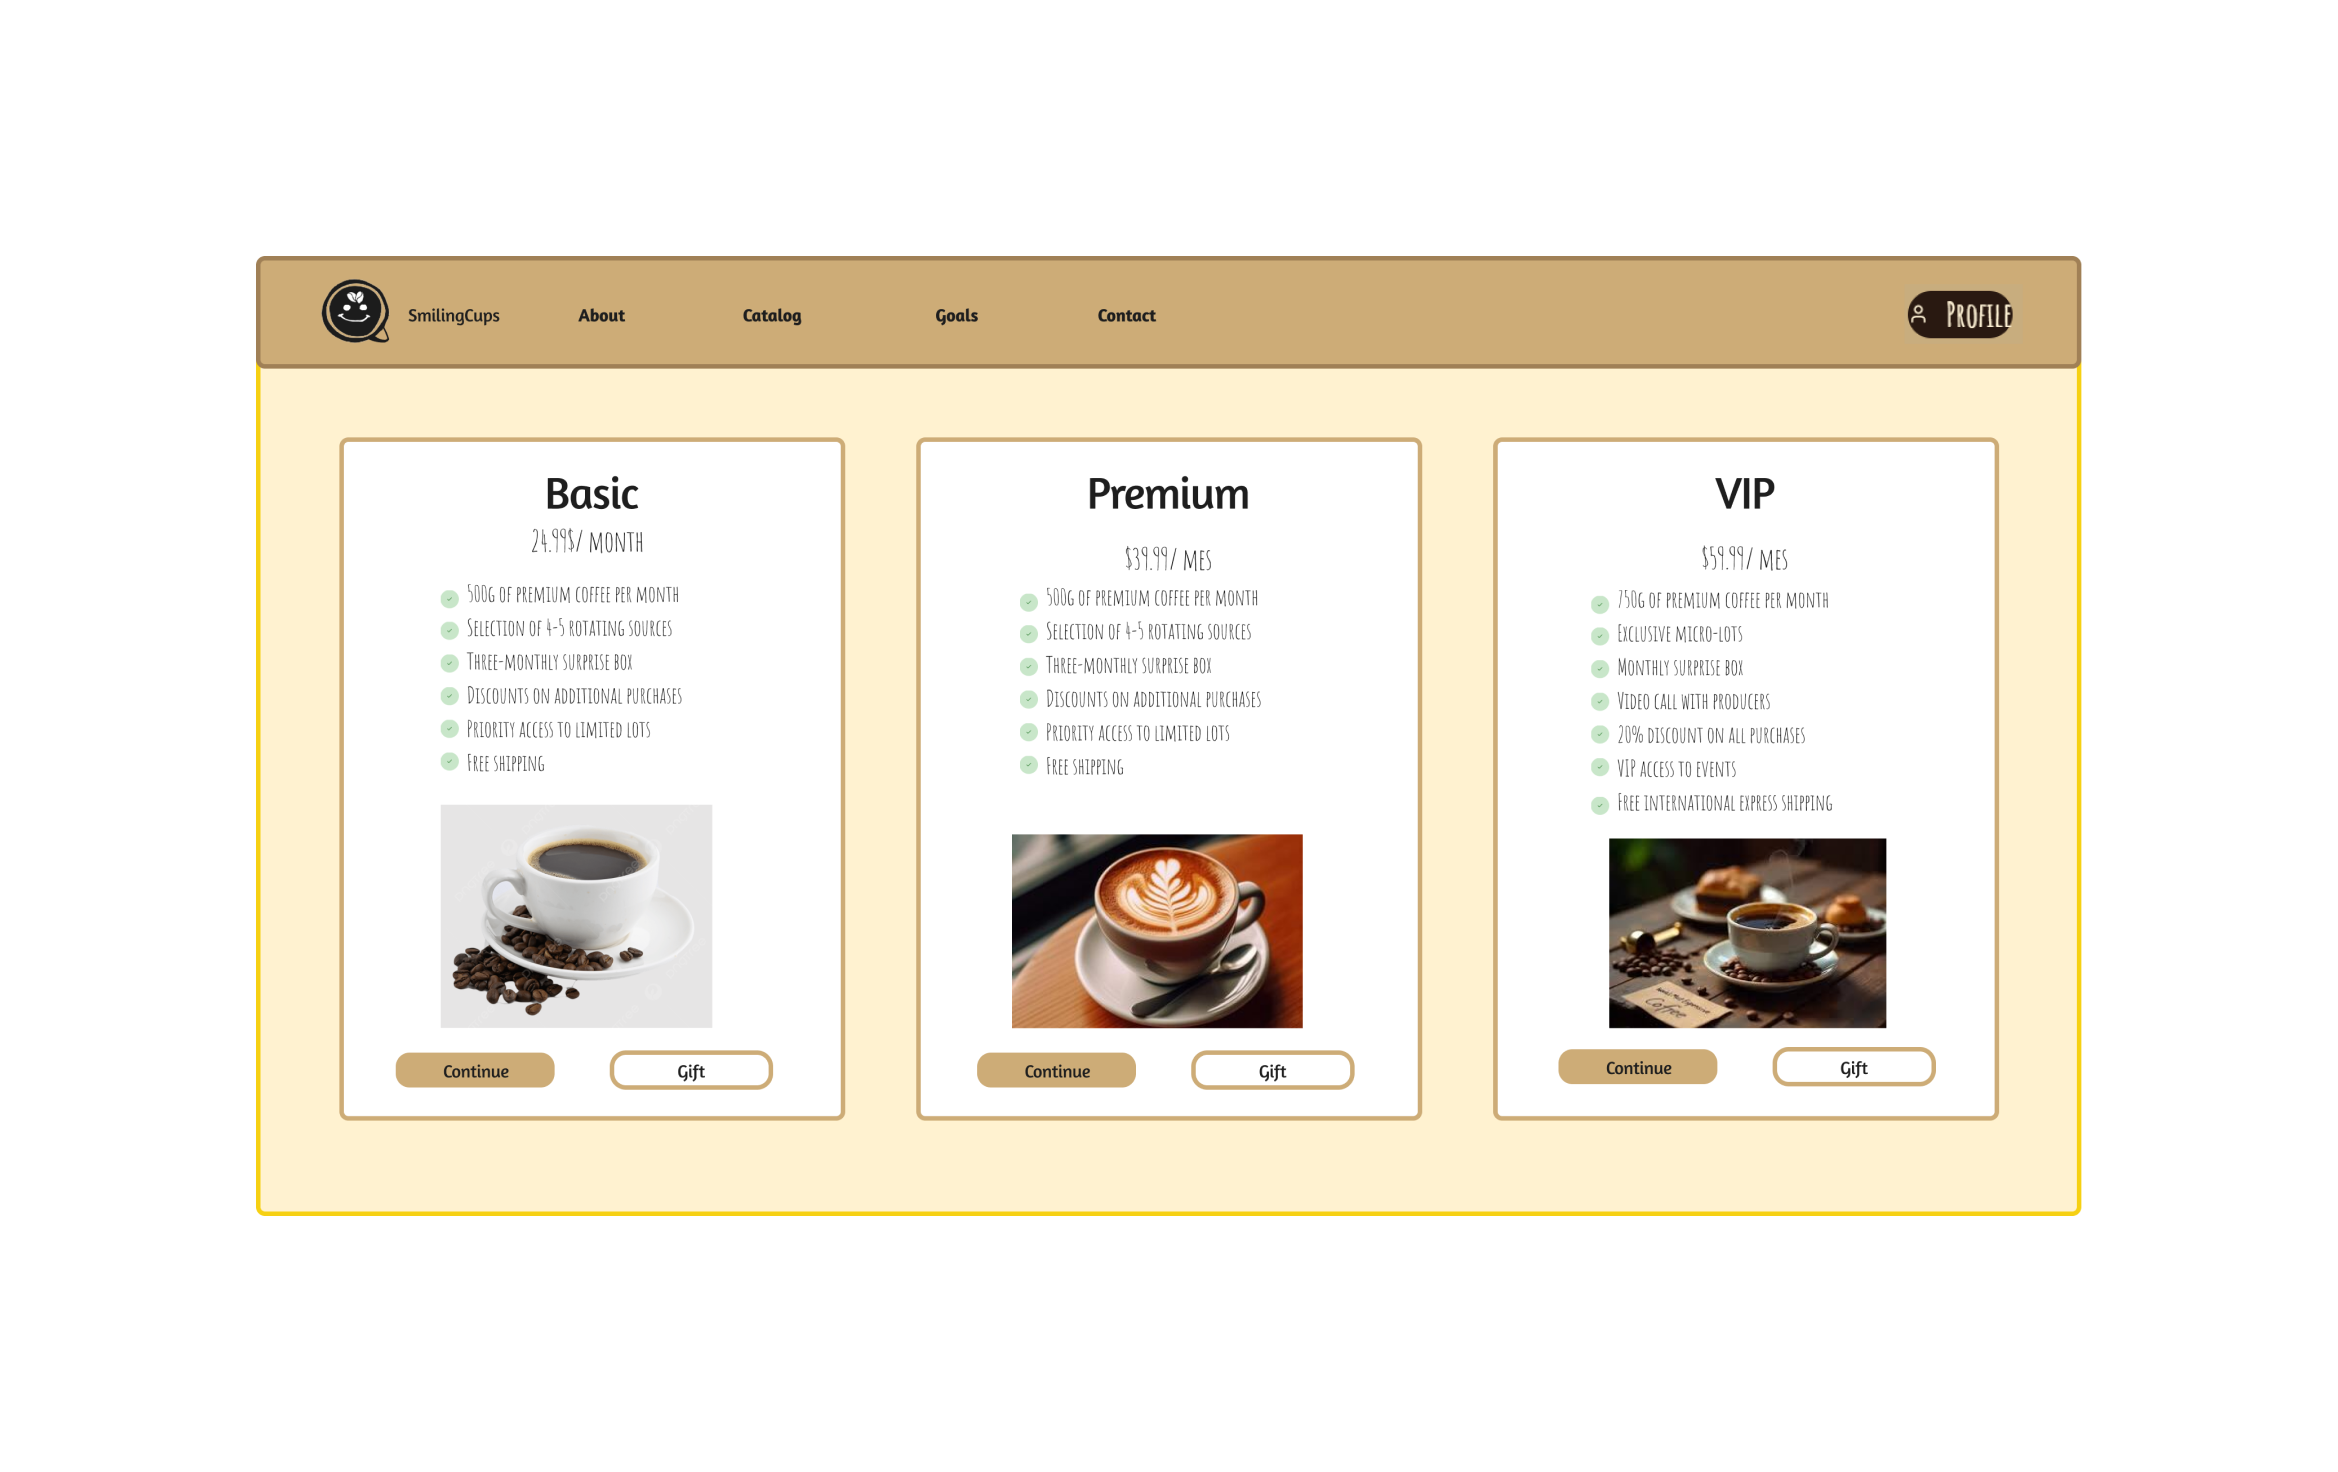 SmilingCups About Catalog Goals Contact Profile
Basic
24.99$/ month
500g of premium coffee per month
Selection of 4-5 rotating sources
Three-monthly surprise box
Discounts on additional purchases
Priority access to limited lots
Free shipping
Continue Gift
Premium
$39.99/ mes
500g of premium coffee per month
Selection of 4-5 rotating sources
Three-monthly surprise box
Discounts on additional purchases
Priority access to limited lots
Free shipping
Continue Gift
VIP
$59.99/ mes
750g of premium coffee per month
Exclusive micro-lots
Monthly surprise box
Video call with producers
20% discount on all purchases
VIP access to events
Free international express shipping
Coffee
Continue Gift